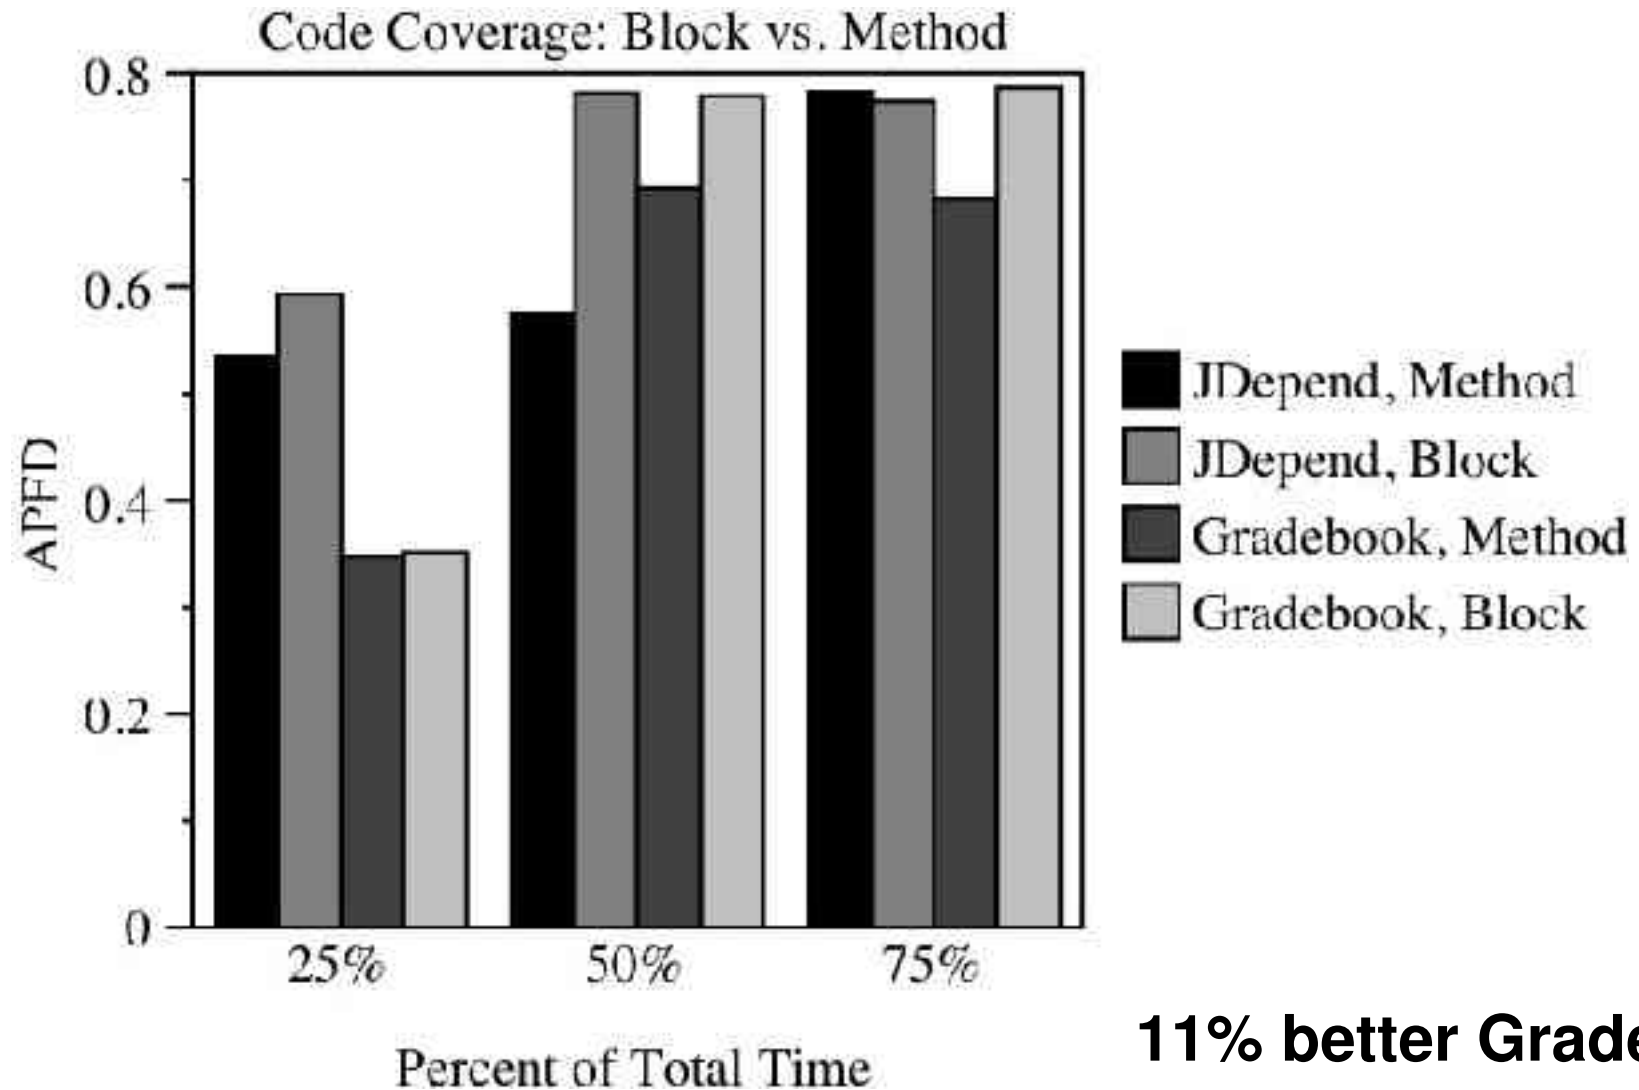 Code Coverage: Block vs. Method
0.8
0.6
0.4
0.2
0
APFD
25% 50% 75%
Percent of Total Time
JDepend, Method
JDepend, Block
Gradebook, Method
Gradebook, Block
11% better Grade